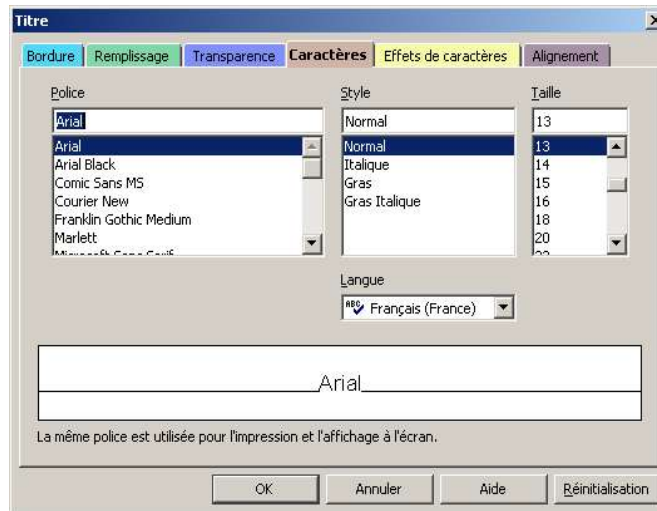 Titre
Bordure Remplissage Transparence Caractères Effets de caractères Alignement
Police Style Taille
Arial Normal 13
Arial Normal 13
Arial Black Italique 14
Comic Sans MS Gras 15
Courier New Gras Italique 16
Franklin Gothic Medium 18
Marlett 20
Langue
ABC Français (France)
Arial
La même police est utilisée pour l'impression et l'affichage à l'écran.
OK Annuler Aide Réinitialisation